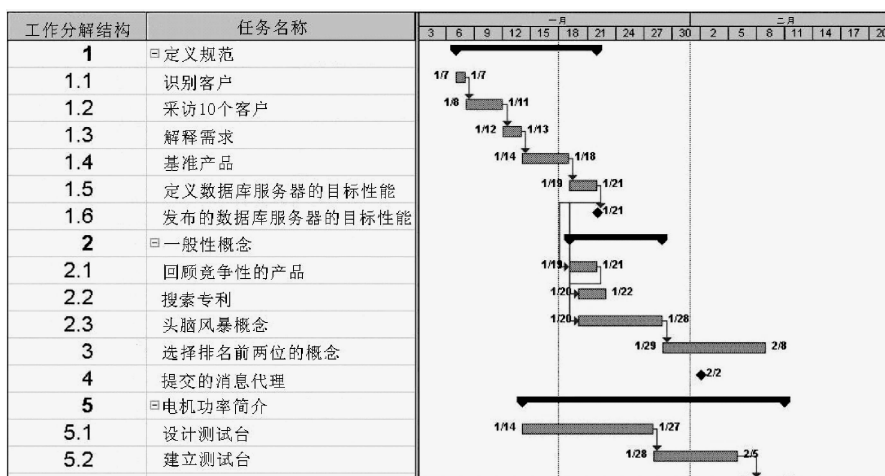 工作分解结构 任务名称 一月 二月
3 6 9 12 15 18 21 24 27 30 2 5 8 11 14 17 20
1 定义规范
1.1 识别客户 1/7 1/7
1.2 采访10个客户 1/8 1/11
1.3 解释需求 1/12 1/13
1.4 基准产品 1/14 1/18
1.5 定义数据库服务器的目标性能 1/19 1/21
1.6 发布的数据库服务器的目标性能 1/21
2 一般性概念
2.1 回顾竞争性的产品 1/19 1/21
2.2 搜索专利 1/20 1/22
2.3 头脑风暴概念 1/20 1/28
3 选择排名前两位的概念 1/29 2/8
4 提交的消息代理 2/2
5 电机功率简介
5.1 设计测试台 1/14 1/27
5.2 建立测试台 1/28 2/5